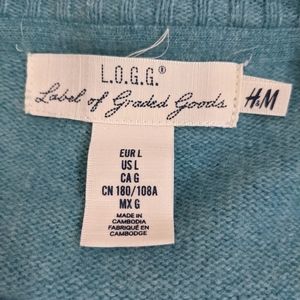 L.O.G.G.®
Label of Graded Goods
H&M
EUR L
US L
CA G
CN 180/108A
MX G
MADE IN
CAMBODIA
FABRIQUÉ EN
CAMBODGE